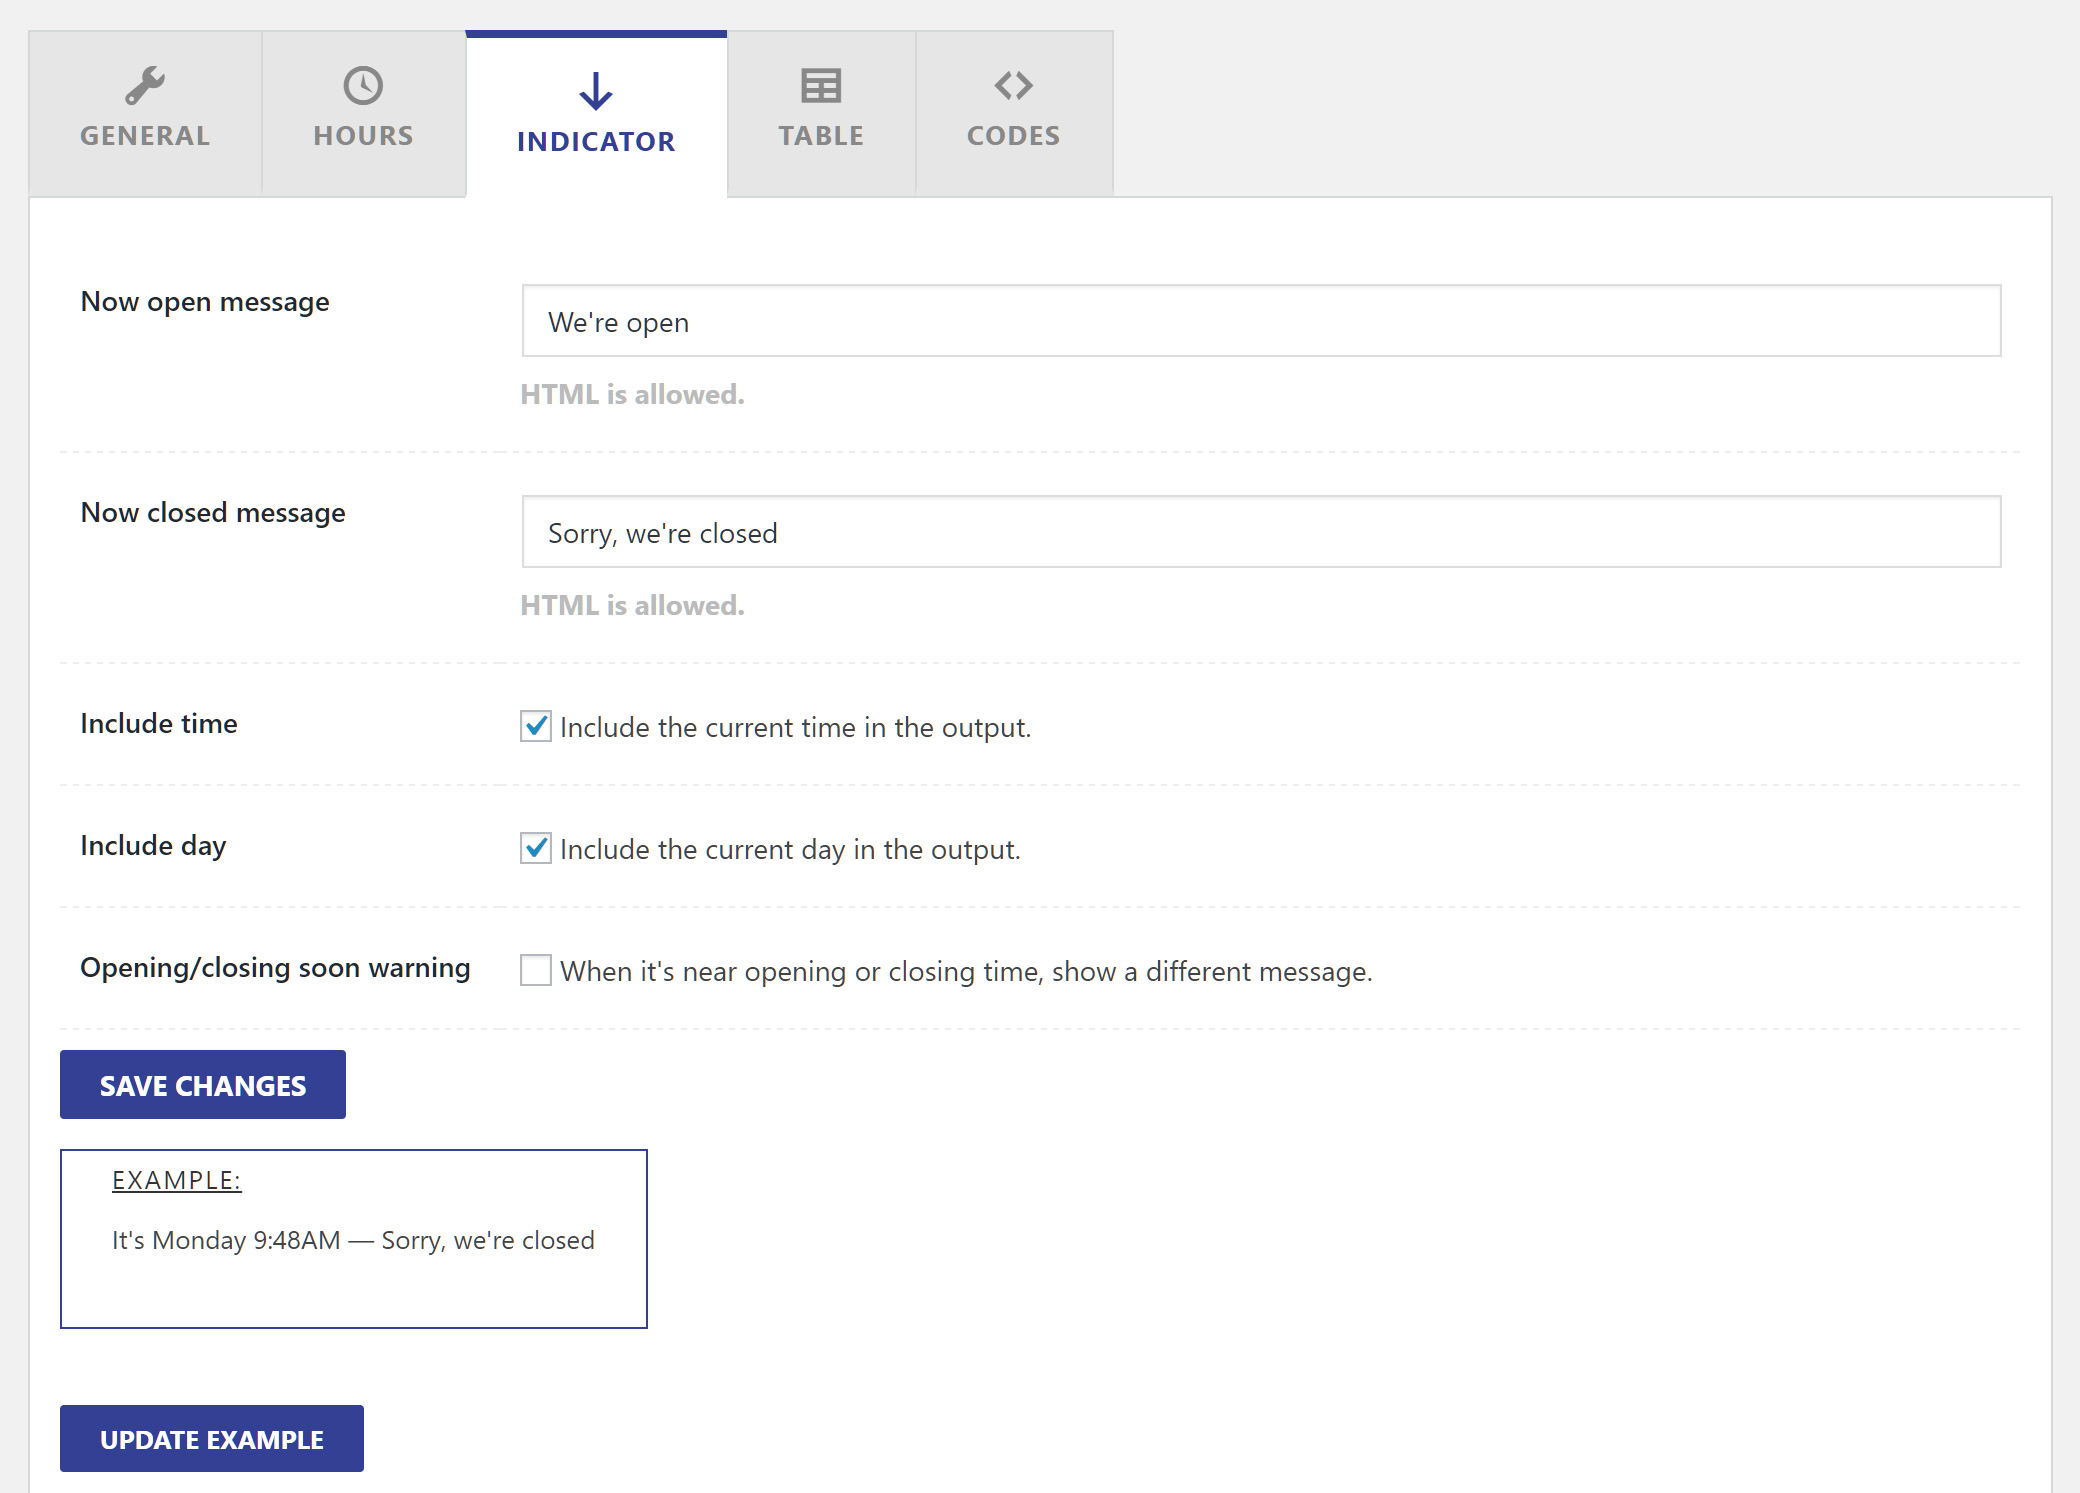 GENERAL
HOURS
INDICATOR
TABLE
CODES
Now open message
We're open
HTML is allowed.
Now closed message
Sorry, we're closed
HTML is allowed.
Include time
Include the current time in the output.
Include day
Include the current day in the output.
Opening/closing soon warning
When it's near opening or closing time, show a different message.
SAVE CHANGES
EXAMPLE:
It's Monday 9:48AM — Sorry, we're closed
UPDATE EXAMPLE